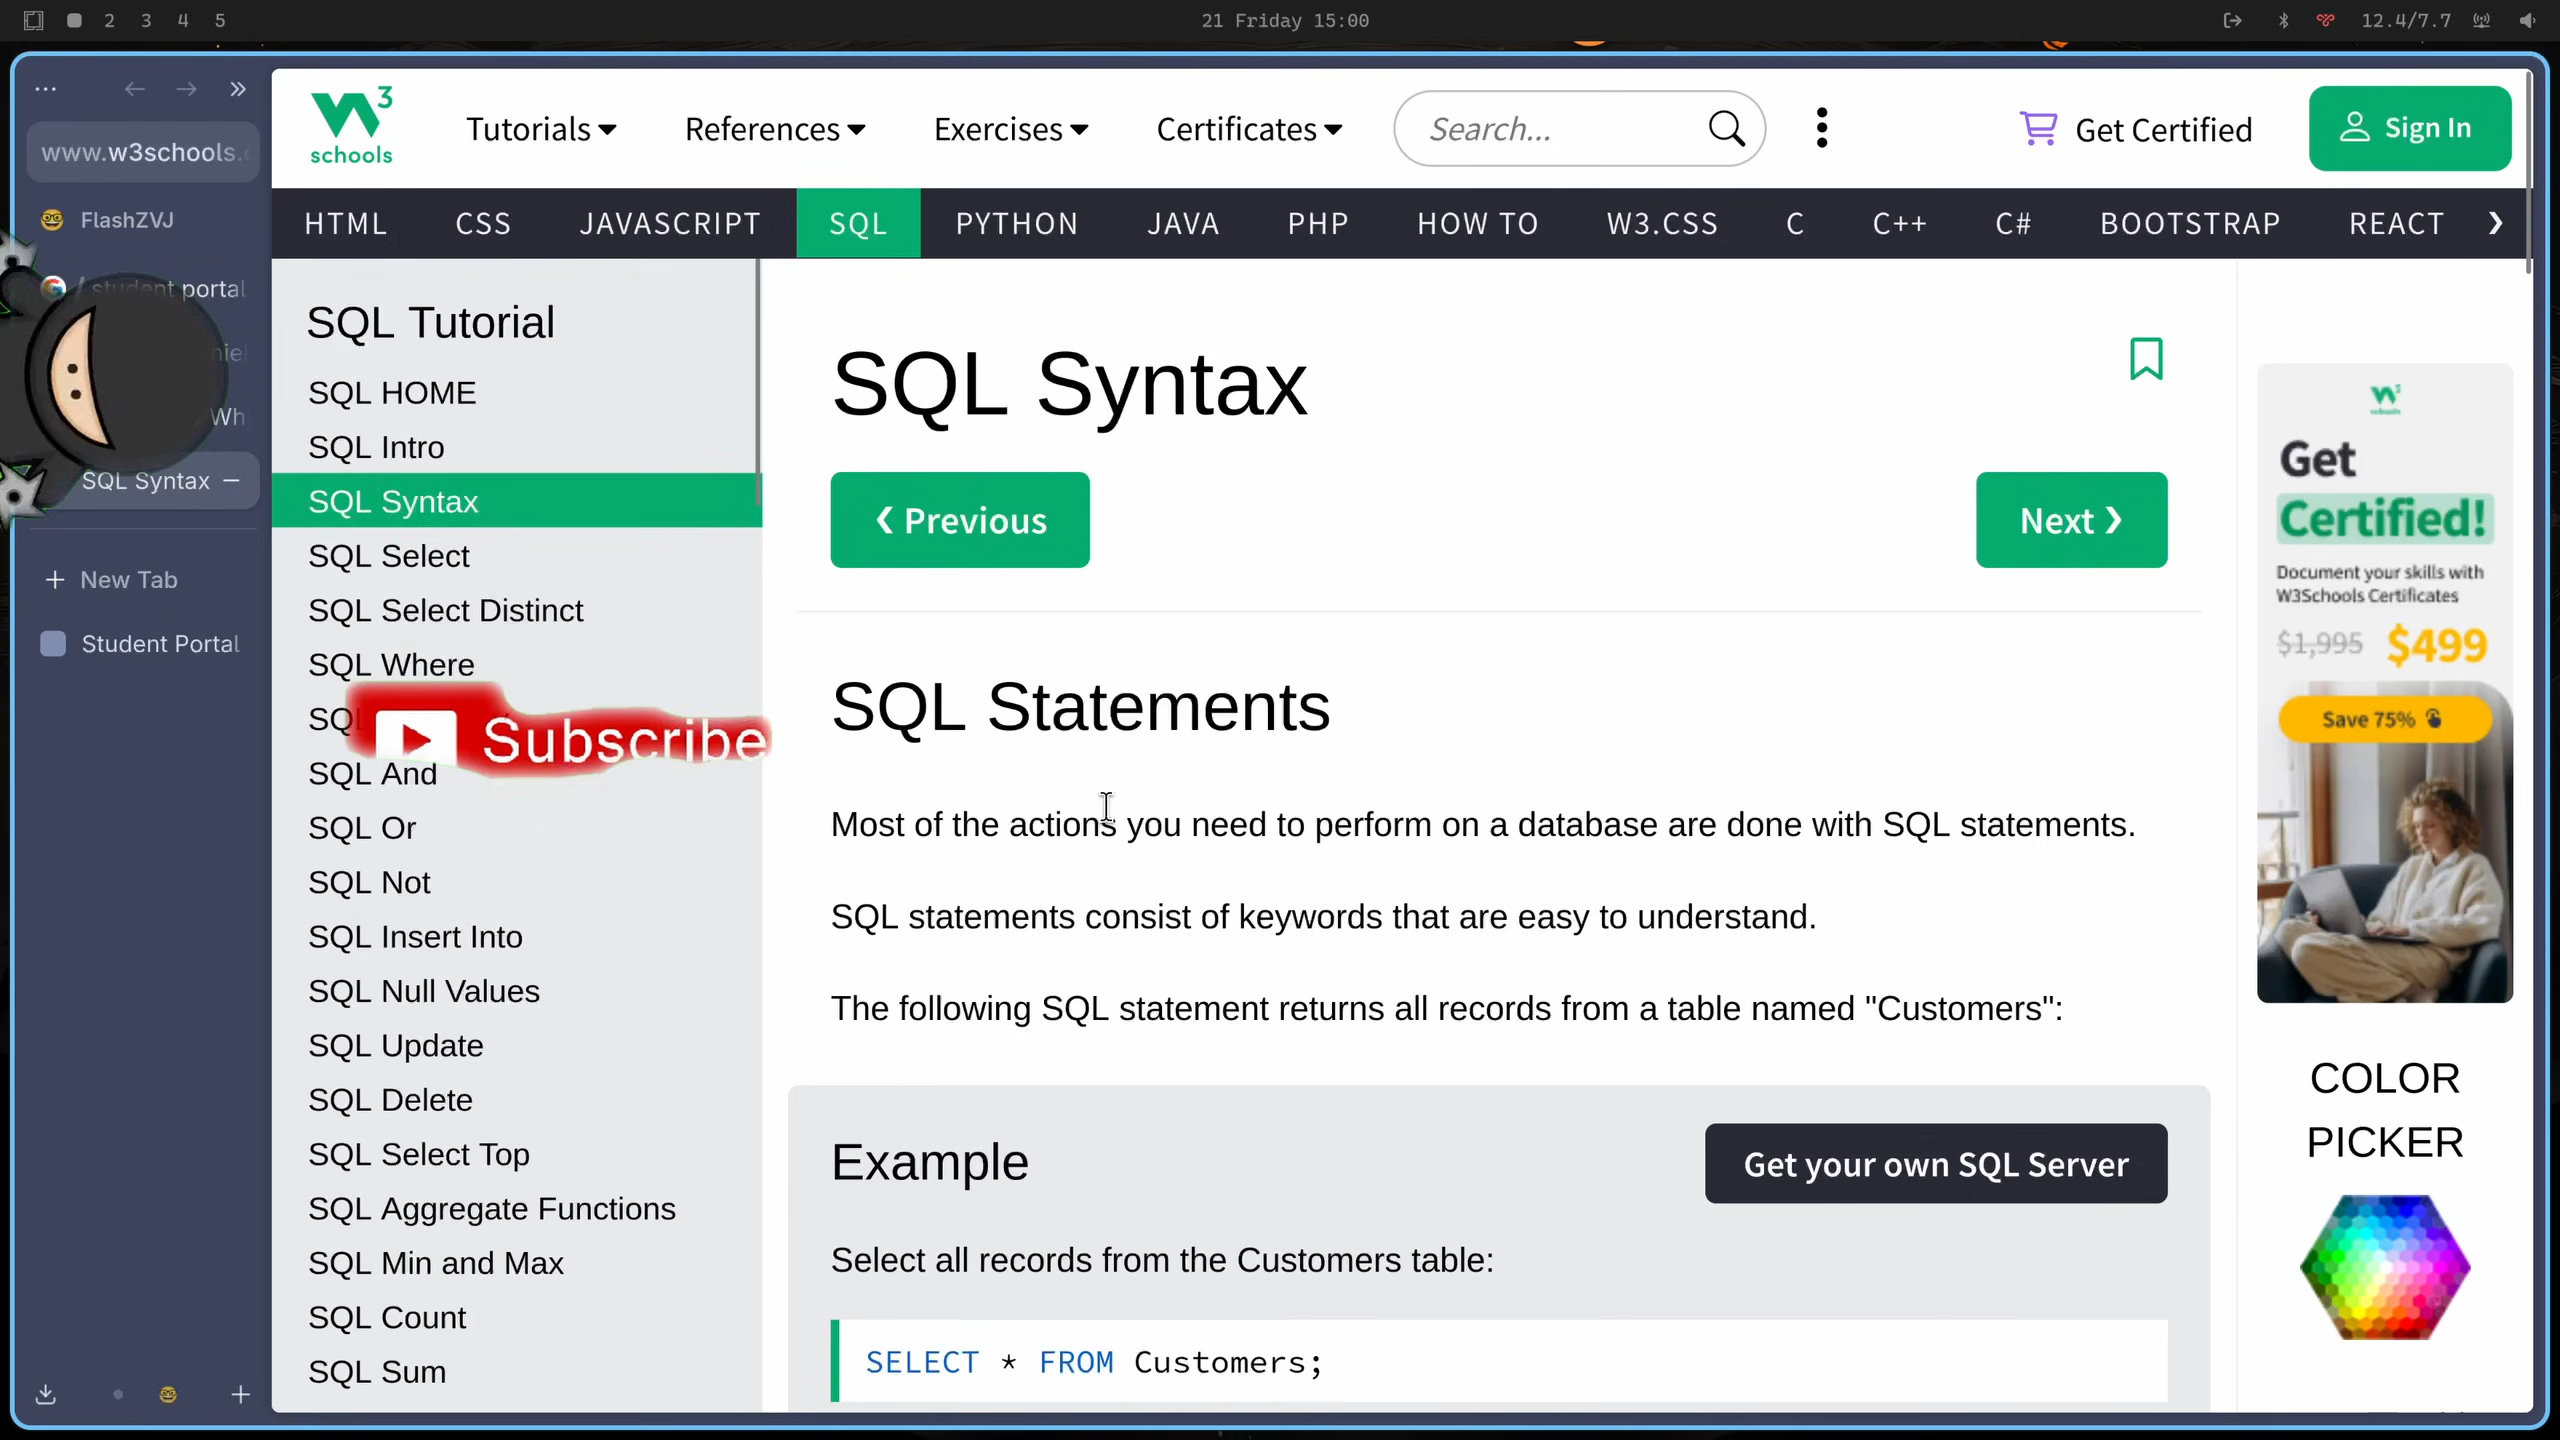 2 3 4 5
21 Friday 15:00
12.4/7.7
www.w3schools.
FlashZVJ
student portal
Wh
SQL Syntax
New Tab
Student Portal
3
schools
Tutorials
References
Exercises
Certificates
Search...
Get Certified
Sign In
HTML CSS JAVASCRIPT SQL PYTHON JAVA PHP HOW TO W3.CSS C C++ C# BOOTSTRAP REACT
SQL Tutorial
SQL HOME
SQL Intro
SQL Syntax
SQL Select
SQL Select Distinct
SQL Where
Subscribe
SQL And
SQL Or
SQL Not
SQL Insert Into
SQL Null Values
SQL Update
SQL Delete
SQL Select Top
SQL Aggregate Functions
SQL Min and Max
SQL Count
SQL Sum
SQL Syntax
❮ Previous
Next ❯
SQL Statements
Most of the actions you need to perform on a database are done with SQL statements.
SQL statements consist of keywords that are easy to understand.
The following SQL statement returns all records from a table named "Customers":
Example
Get your own SQL Server
Select all records from the Customers table:
SELECT * FROM Customers;
schools
Get
Certified!
Document your skills with
W3Schools Certificates
$1,995 $499
Save 75%
COLOR
PICKER